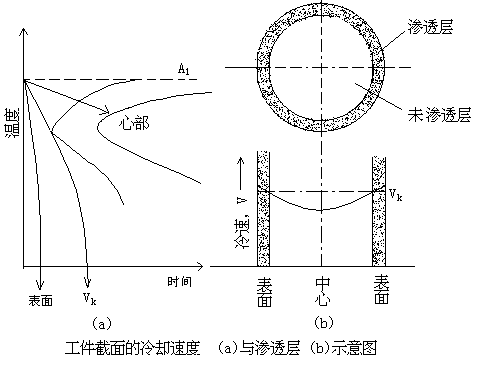 A₁
温度
心部
表面
Vk
时间
(a)
渗透层
未渗透层
冷速，V
Vk
表面
中心
表面
(b)
工件截面的冷却速度 (a)与渗透层(b)示意图